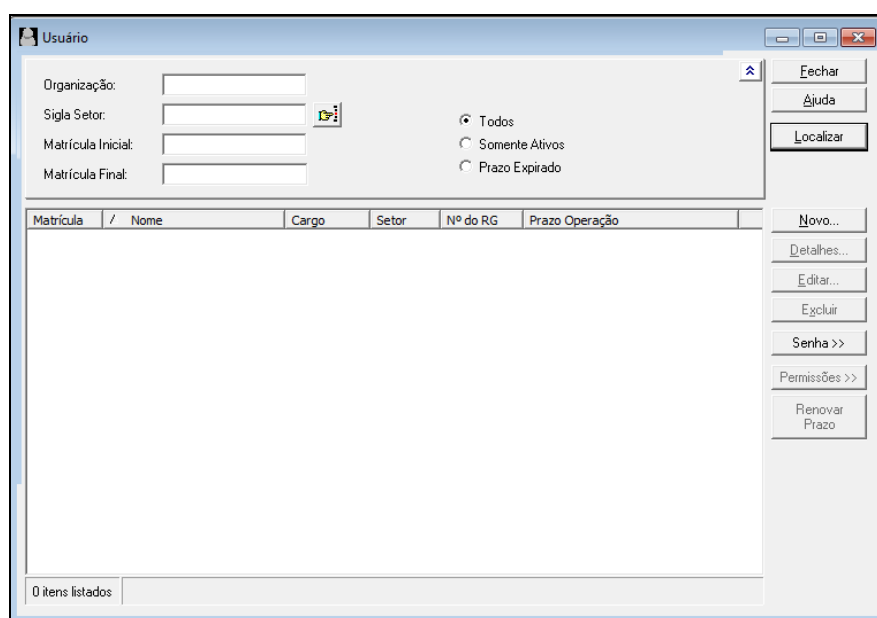 Usuário
Organização:
Sigla Setor:
Matrícula Inicial:
Matrícula Final:
Todos
Somente Ativos
Prazo Expirado
Fechar
Ajuda
Localizar
Matrícula / Nome Cargo Setor Nº do RG Prazo Operação
Novo...
Detalhes...
Editar...
Excluir
Senha >>
Permissões >>
Renovar
Prazo
0 itens listados